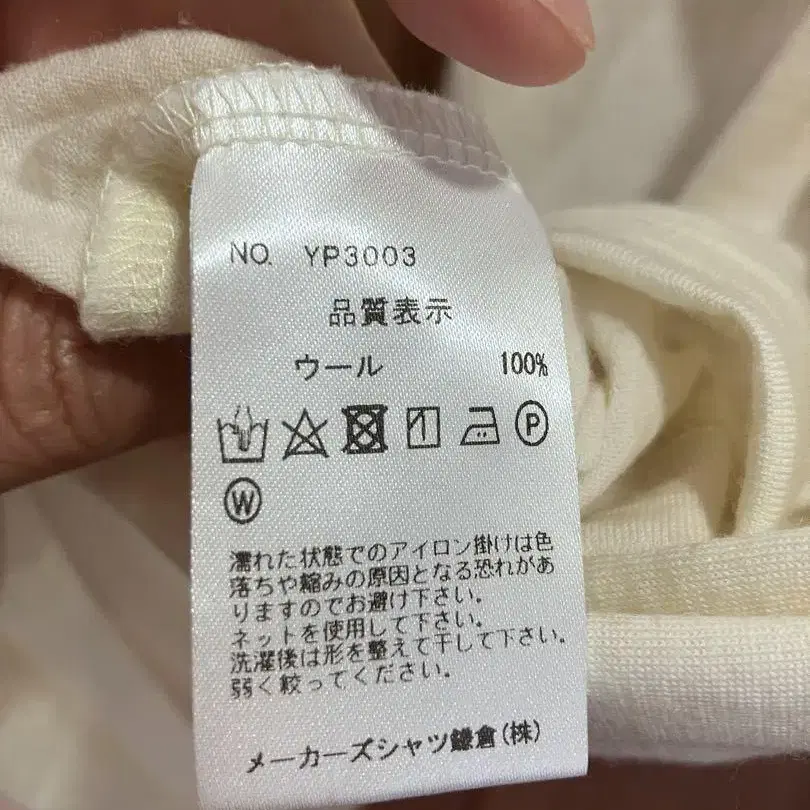 NO. YP3003
品質表示
ウール 100%
P
W
濡れた状態でのアイロン掛けは色
落ちや縮みの原因となる恐れがあ
りますのでお避け下さい。
ネットを使用して下さい。
洗濯後は形を整えて干して下さい。
弱く絞ってください。
メーカーズシャツ鎌倉(株)